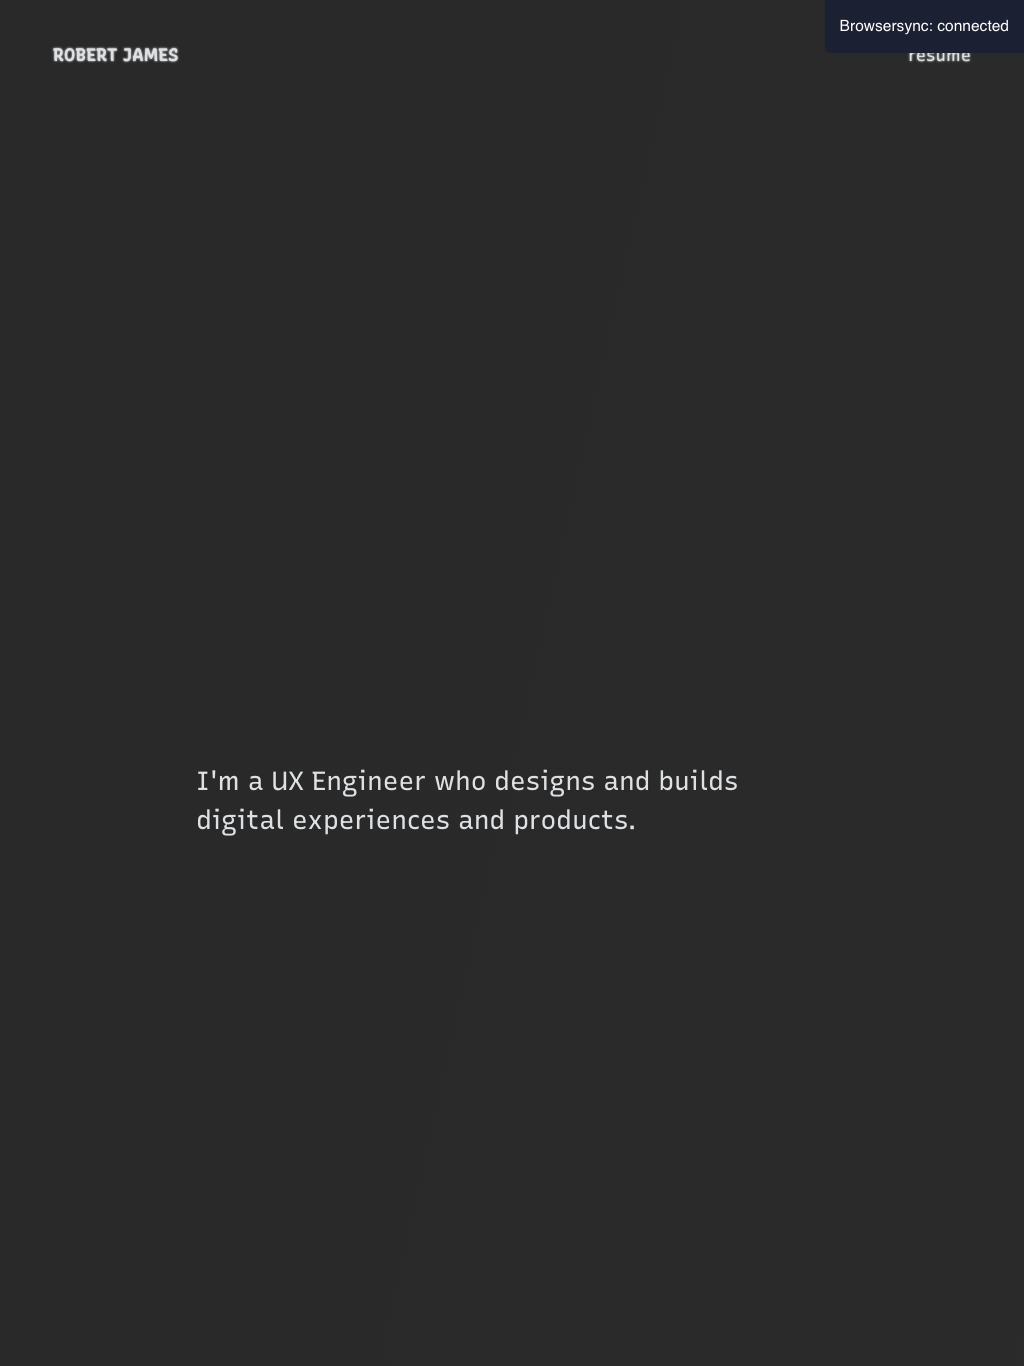 Browsersync: connected
ROBERT JAMES
resume
I'm a UX Engineer who designs and builds
digital experiences and products.